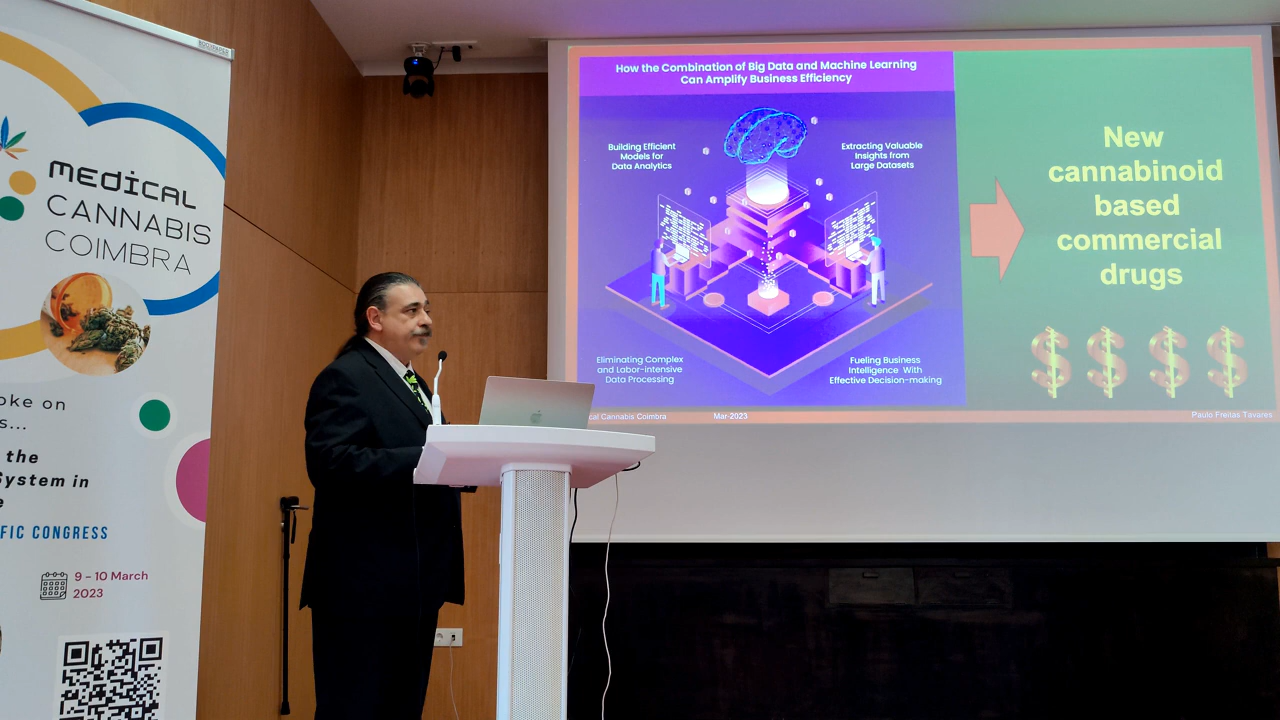 MEDICAL
CANNABIS
COIMBRA
oke on
s...
the
System in
e
FIC CONGRESS
9 - 10 March
2023
How the Combination of Big Data and Machine Learning
Can Amplify Business Efficiency
Building Efficient
Models for
Data Analytics
Extracting Valuable
Insights from
Large Datasets
Eliminating Complex
and Labor-intensive
Data Processing
Fueling Business
Intelligence With
Effective Decision-making
New
cannabinoid
based
commercial
drugs
$ $ $ $
cal Cannabis Coimbra
Mar-2023
Paulo Freitas Tavares